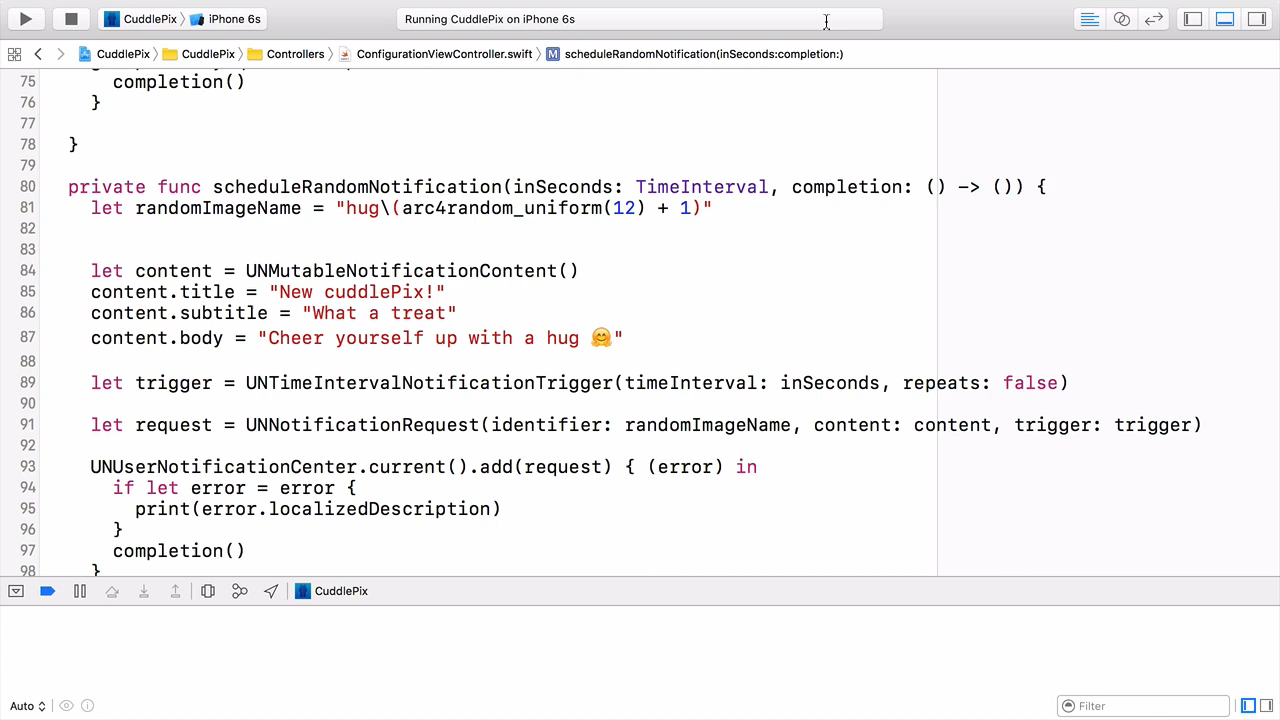 CuddlePix iPhone 6s Running CuddlePix on iPhone 6s
CuddlePix CuddlePix Controllers ConfigurationViewController.swift M scheduleRandomNotification(inSeconds:completion:)
75 completion()
76 }
77
78 }
79
80 private func scheduleRandomNotification(inSeconds: TimeInterval, completion: () -> ()) {
81 let randomImageName = "hug\(arc4random_uniform(12) + 1)"
82
83
84 let content = UNMutableNotificationContent()
85 content.title = "New cuddlePix!"
86 content.subtitle = "What a treat"
87 content.body = "Cheer yourself up with a hug 🤗"
88
89 let trigger = UNTimeIntervalNotificationTrigger(timeInterval: inSeconds, repeats: false)
90
91 let request = UNNotificationRequest(identifier: randomImageName, content: content, trigger: trigger)
92
93 UNUserNotificationCenter.current().add(request) { (error) in
94 if let error = error {
95 print(error.localizedDescription)
96 }
97 completion()
98 }
CuddlePix
Auto Filter